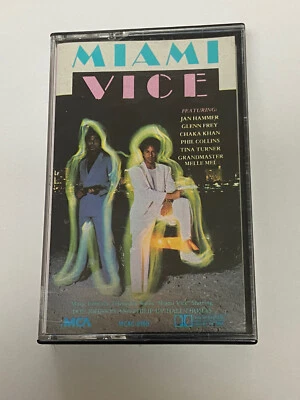 MIAMI
VICE
FEATURING:
JAN HAMMER
GLENN FREY
CHAKA KHAN
PHIL COLLINS
TINA TURNER
GRANDMASTER
MELLE MEL
MCA